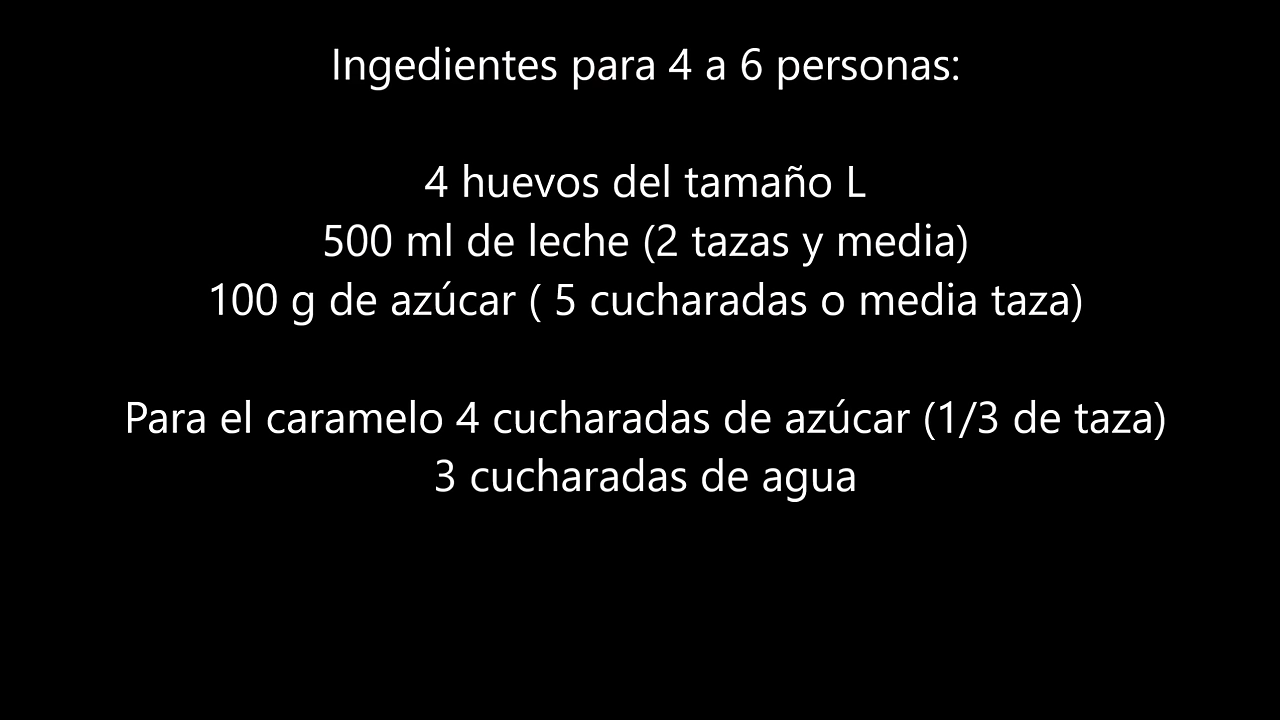 Ingedientes para 4 a 6 personas:
4 huevos del tamaño L
500 ml de leche (2 tazas y media)
100 g de azúcar ( 5 cucharadas o media taza)
Para el caramelo 4 cucharadas de azúcar (1/3 de taza)
3 cucharadas de agua